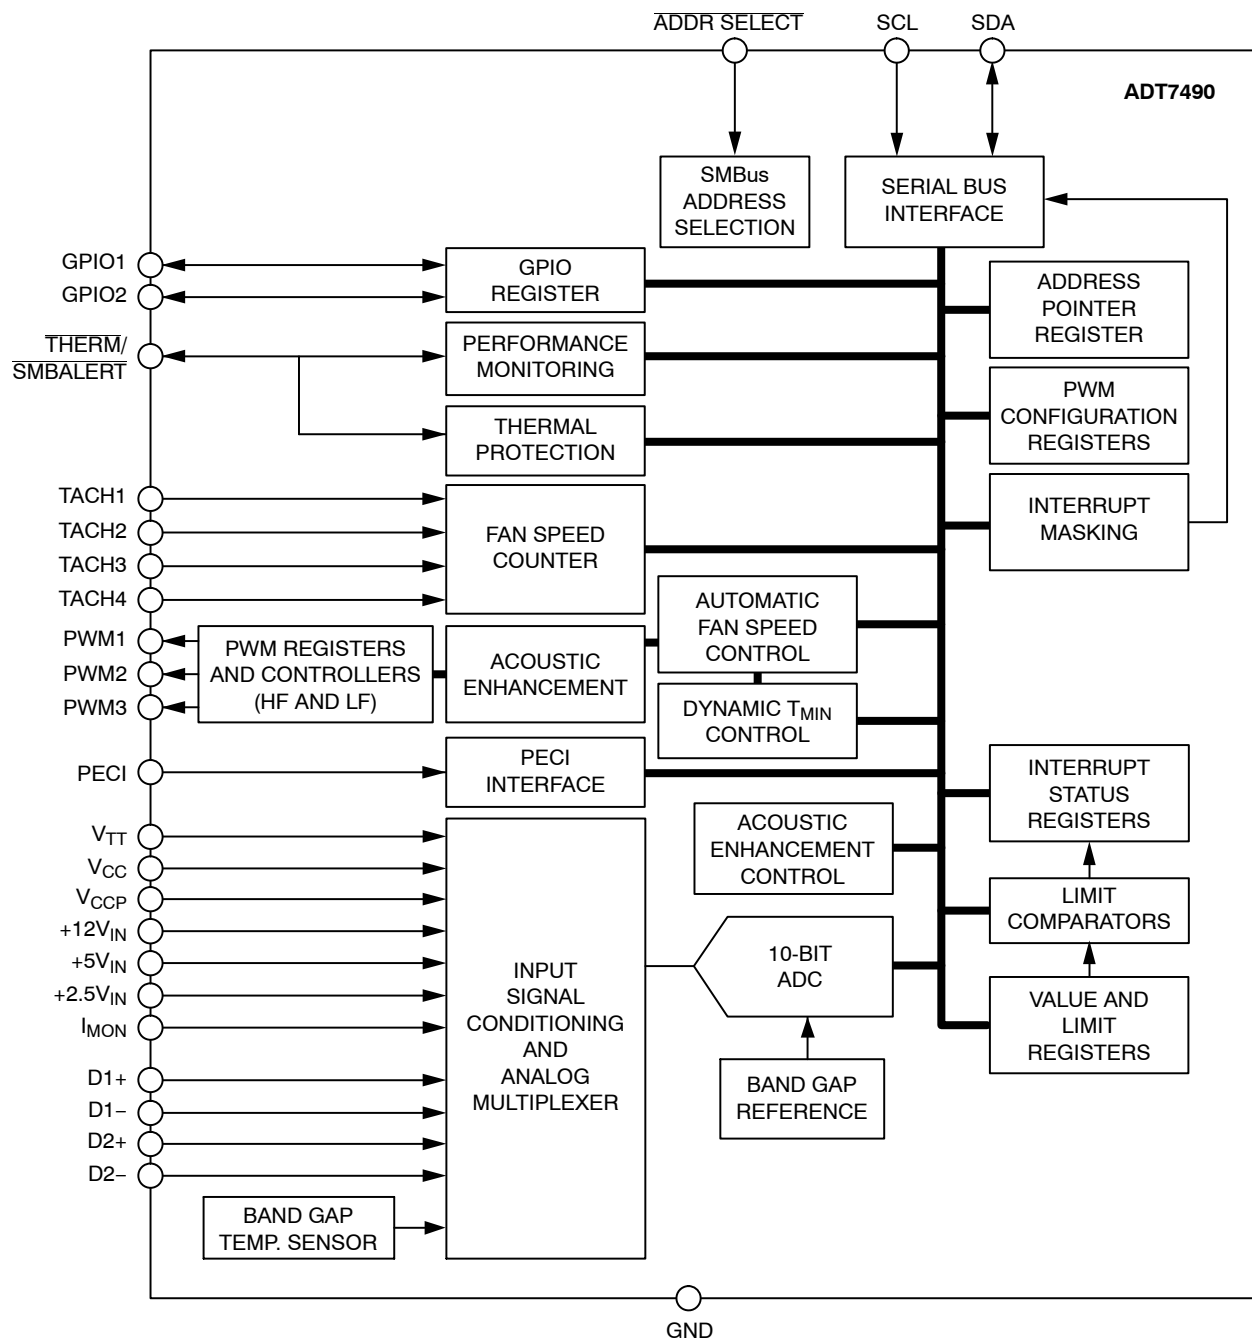 ADDR SELECT
SCL
SDA
ADT7490
SMBus
ADDRESS
SELECTION
SERIAL BUS
INTERFACE
GPIO1
GPIO2
GPIO
REGISTER
ADDRESS
POINTER
REGISTER
THERM/
SMBALERT
PERFORMANCE
MONITORING
PWM
CONFIGURATION
REGISTERS
THERMAL
PROTECTION
TACH1
TACH2
TACH3
TACH4
FAN SPEED
COUNTER
INTERRUPT
MASKING
AUTOMATIC
FAN SPEED
CONTROL
PWM1
PWM2
PWM3
PWM REGISTERS
AND CONTROLLERS
(HF AND LF)
ACOUSTIC
ENHANCEMENT
DYNAMIC TMIN
CONTROL
PECI
PECI
INTERFACE
INTERRUPT
STATUS
REGISTERS
ACOUSTIC
ENHANCEMENT
CONTROL
VTT
VCC
VCCP
+12VIN
+5VIN
+2.5VIN
IMON
D1+
D1−
D2+
D2−
INPUT
SIGNAL
CONDITIONING
AND
ANALOG
MULTIPLEXER
10-BIT
ADC
LIMIT
COMPARATORS
VALUE AND
LIMIT
REGISTERS
BAND GAP
REFERENCE
BAND GAP
TEMP. SENSOR
GND